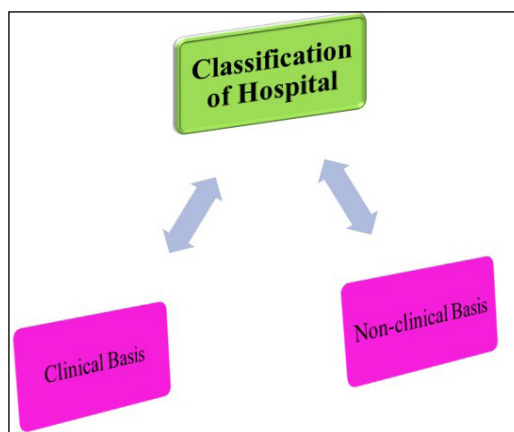 Classification
of Hospital
Clinical Basis
Non-clinical Basis